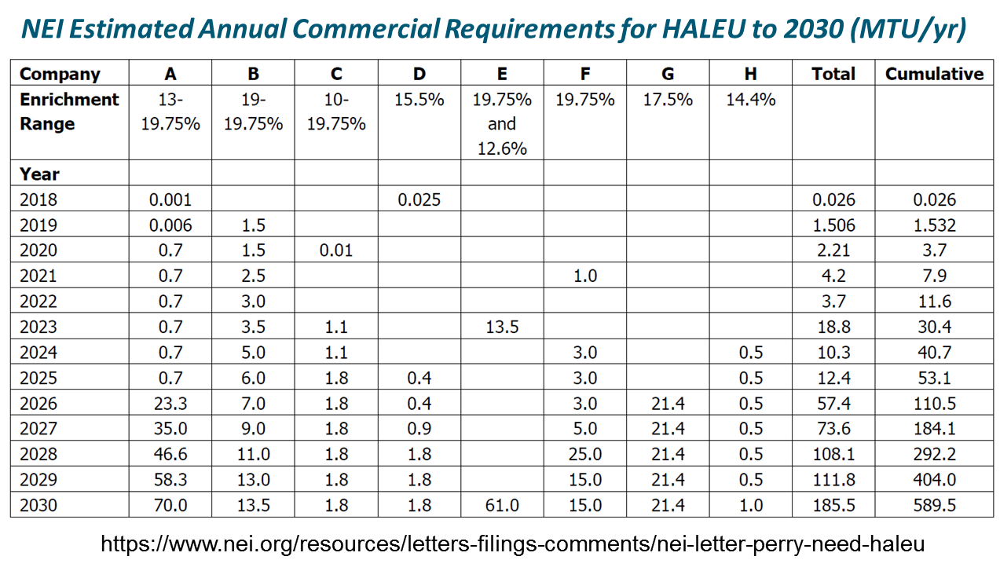 NEI Estimated Annual Commercial Requirements for HALEU to 2030 (MTU/yr)
Company A B C D E F G H Total Cumulative
Enrichment 13- 19- 10- 15.5% 19.75% 19.75% 17.5% 14.4%
Range 19.75% 19.75% 19.75% and
12.6%
Year
2018 0.001 0.025 0.026 0.026
2019 0.006 1.5 1.506 1.532
2020 0.7 1.5 0.01 2.21 3.7
2021 0.7 2.5 1.0 4.2 7.9
2022 0.7 3.0 3.7 11.6
2023 0.7 3.5 1.1 13.5 18.8 30.4
2024 0.7 5.0 1.1 3.0 0.5 10.3 40.7
2025 0.7 6.0 1.8 0.4 3.0 0.5 12.4 53.1
2026 23.3 7.0 1.8 0.4 3.0 21.4 0.5 57.4 110.5
2027 35.0 9.0 1.8 0.9 5.0 21.4 0.5 73.6 184.1
2028 46.6 11.0 1.8 1.8 25.0 21.4 0.5 108.1 292.2
2029 58.3 13.0 1.8 1.8 15.0 21.4 0.5 111.8 404.0
2030 70.0 13.5 1.8 1.8 61.0 15.0 21.4 1.0 185.5 589.5
https://www.nei.org/resources/letters-filings-comments/nei-letter-perry-need-haleu